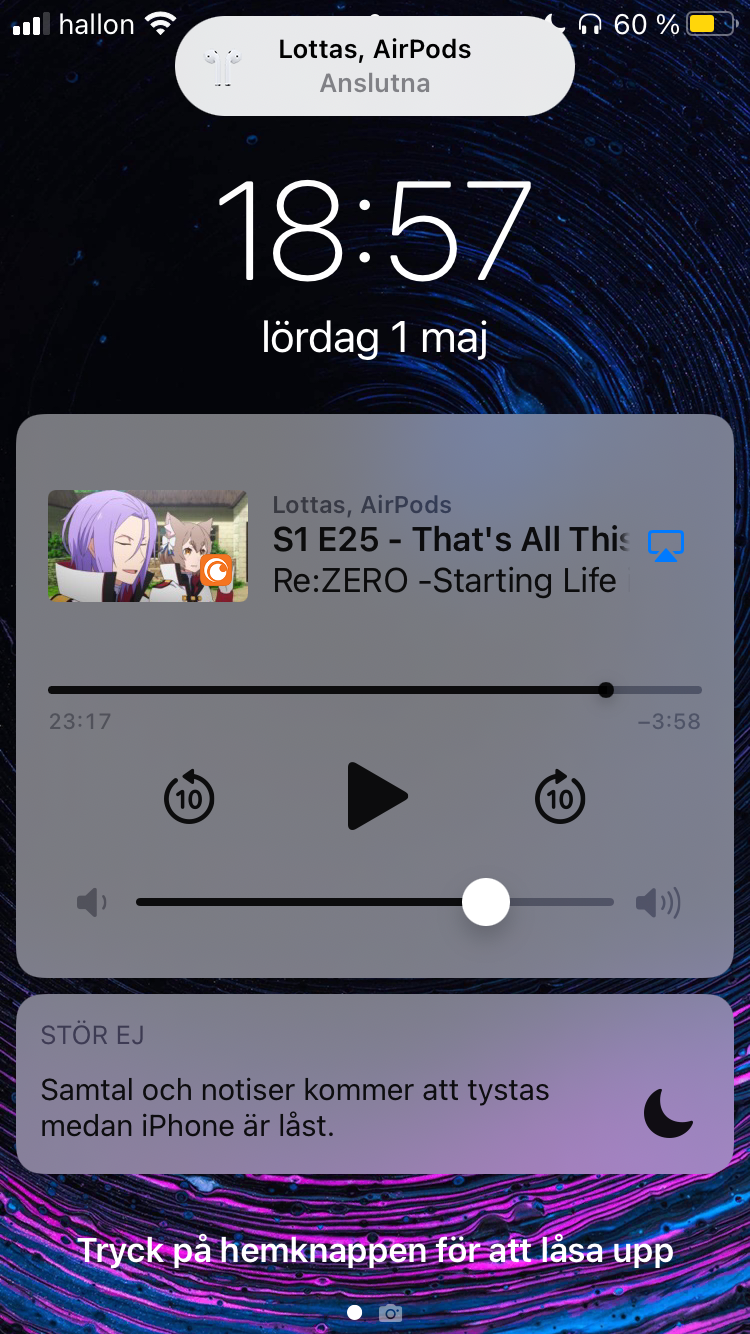 hallon 60 %
Lottas, AirPods
Anslutna
18:57
lördag 1 maj
Lottas, AirPods
S1 E25 - That's All This
Re:ZERO -Starting Life
23:17 −3:58
10 10
STÖR EJ
Samtal och notiser kommer att tystas
medan iPhone är låst.
Tryck på hemknappen för att låsa upp